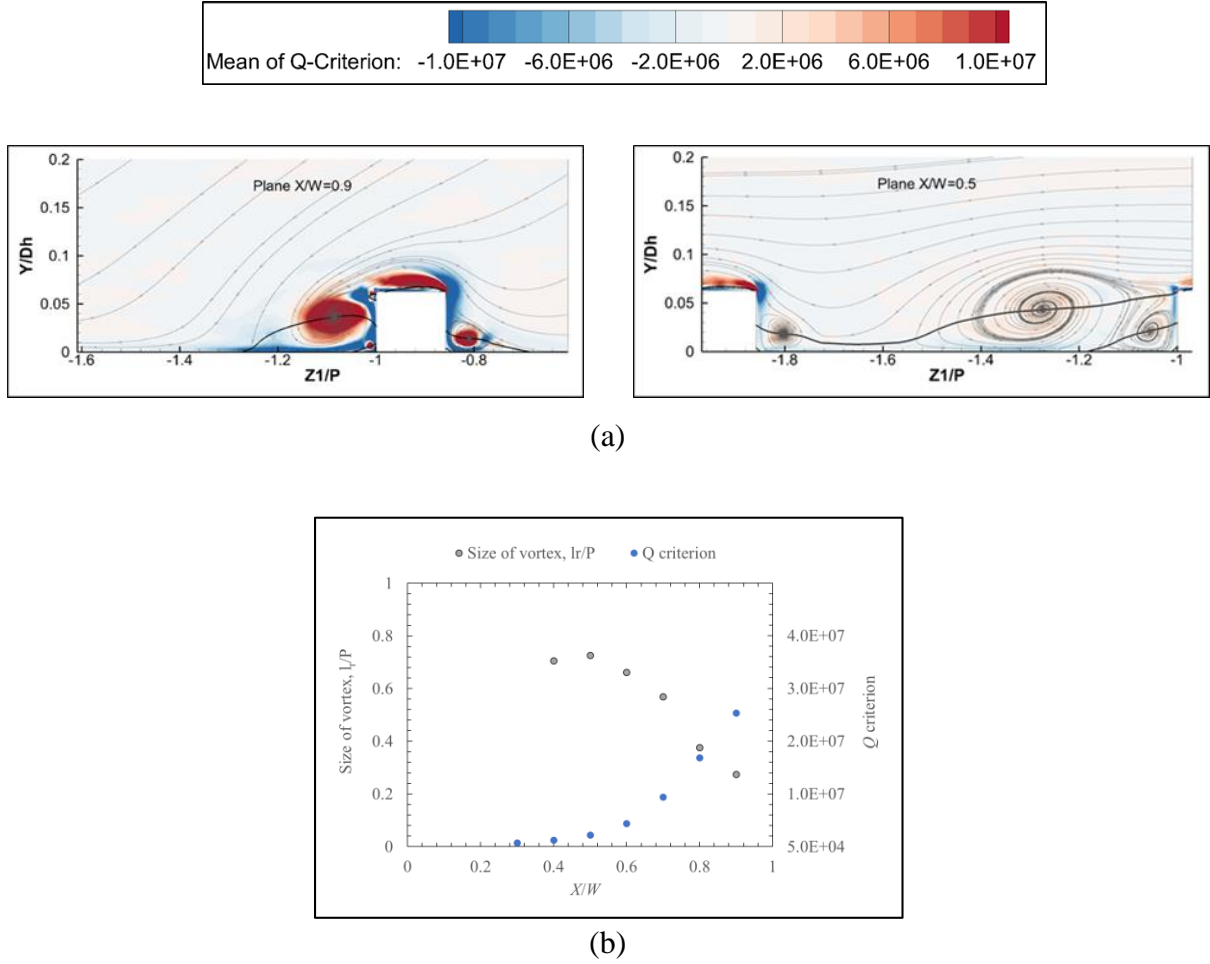 Mean of Q-Criterion: -1.0E+07 -6.0E+06 -2.0E+06 2.0E+06 6.0E+06 1.0E+07
Plane X/W=0.9
Y/Dh
0.2
0.15
0.1
0.05
0
-1.6 -1.4 -1.2 -1 -0.8
Z1/P
Plane X/W=0.5
Y/Dh
0.2
0.15
0.1
0.05
0
-1.8 -1.6 -1.4 -1.2 -1
Z1/P
(a)
Size of vortex, lr/P Q criterion
Size of vortex, lr/P
1
0.8
0.6
0.4
0.2
0
4.0E+07
3.0E+07
2.0E+07
1.0E+07
5.0E+04
Q criterion
0 0.2 0.4 0.6 0.8 1
X/W
(b)